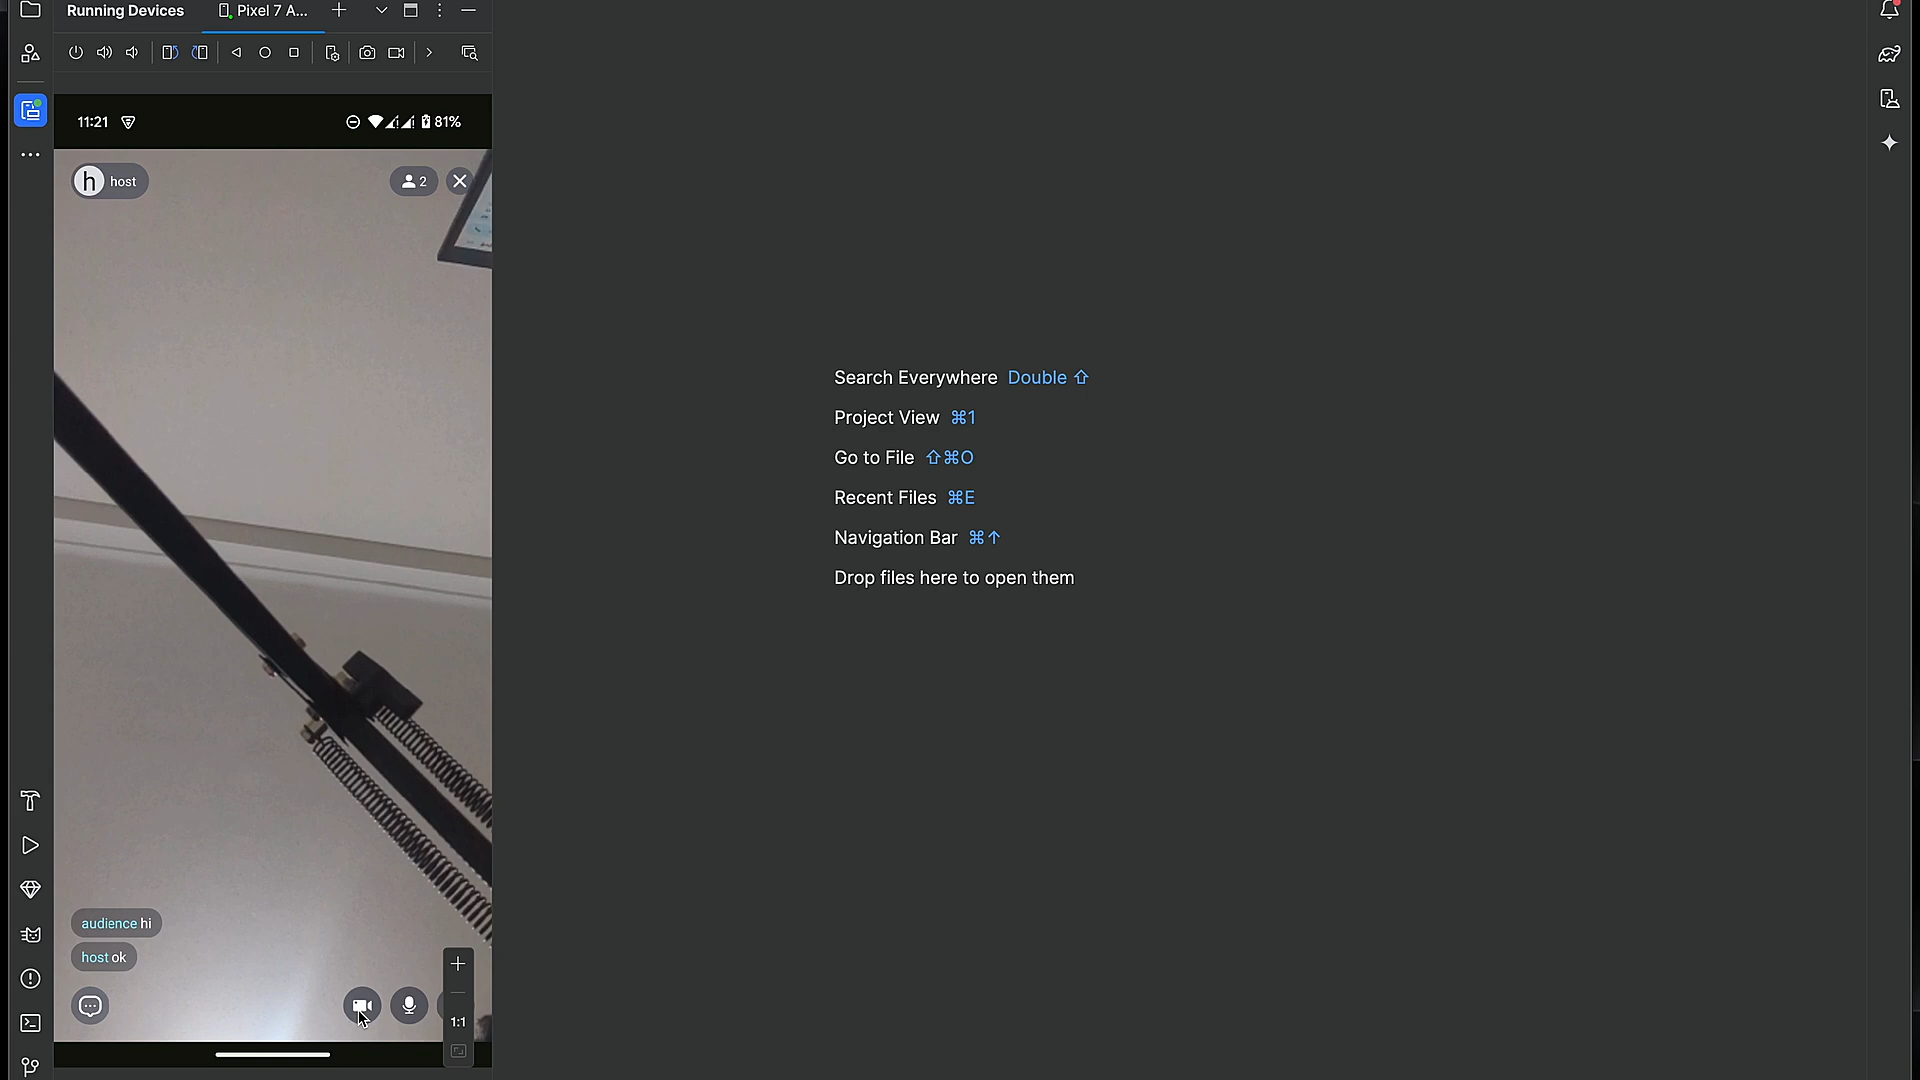 Running Devices
Pixel 7 A...
11:21
81%
h host
2
audience hi
host ok
1:1
Search Everywhere Double ⇧
Project View ⌘1
Go to File ⇧⌘O
Recent Files ⌘E
Navigation Bar ⌘↑
Drop files here to open them